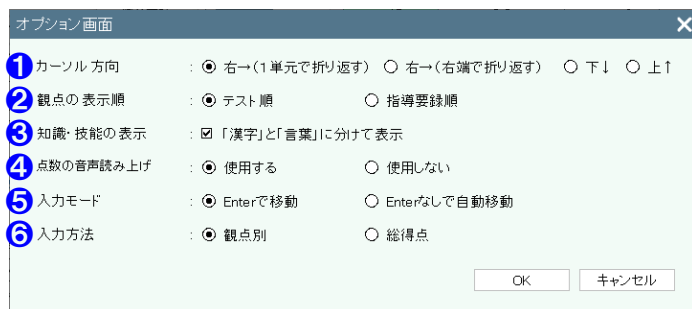 オプション画面
❶ カーソル方向 : ◉ 右→(1単元で折り返す) ○ 右→(右端で折り返す) ○ 下↓ ○ 上↑
❷ 観点の表示順 : ◉ テスト順 ○ 指導要録順
❸ 知識・技能の表示 : ☑ 「漢字」と「言葉」に分けて表示
❹ 点数の音声読み上げ : ◉ 使用する ○ 使用しない
❺ 入力モード : ◉ Enterで移動 ○ Enterなしで自動移動
❻ 入力方法 : ◉ 観点別 ○ 総得点
OK キャンセル